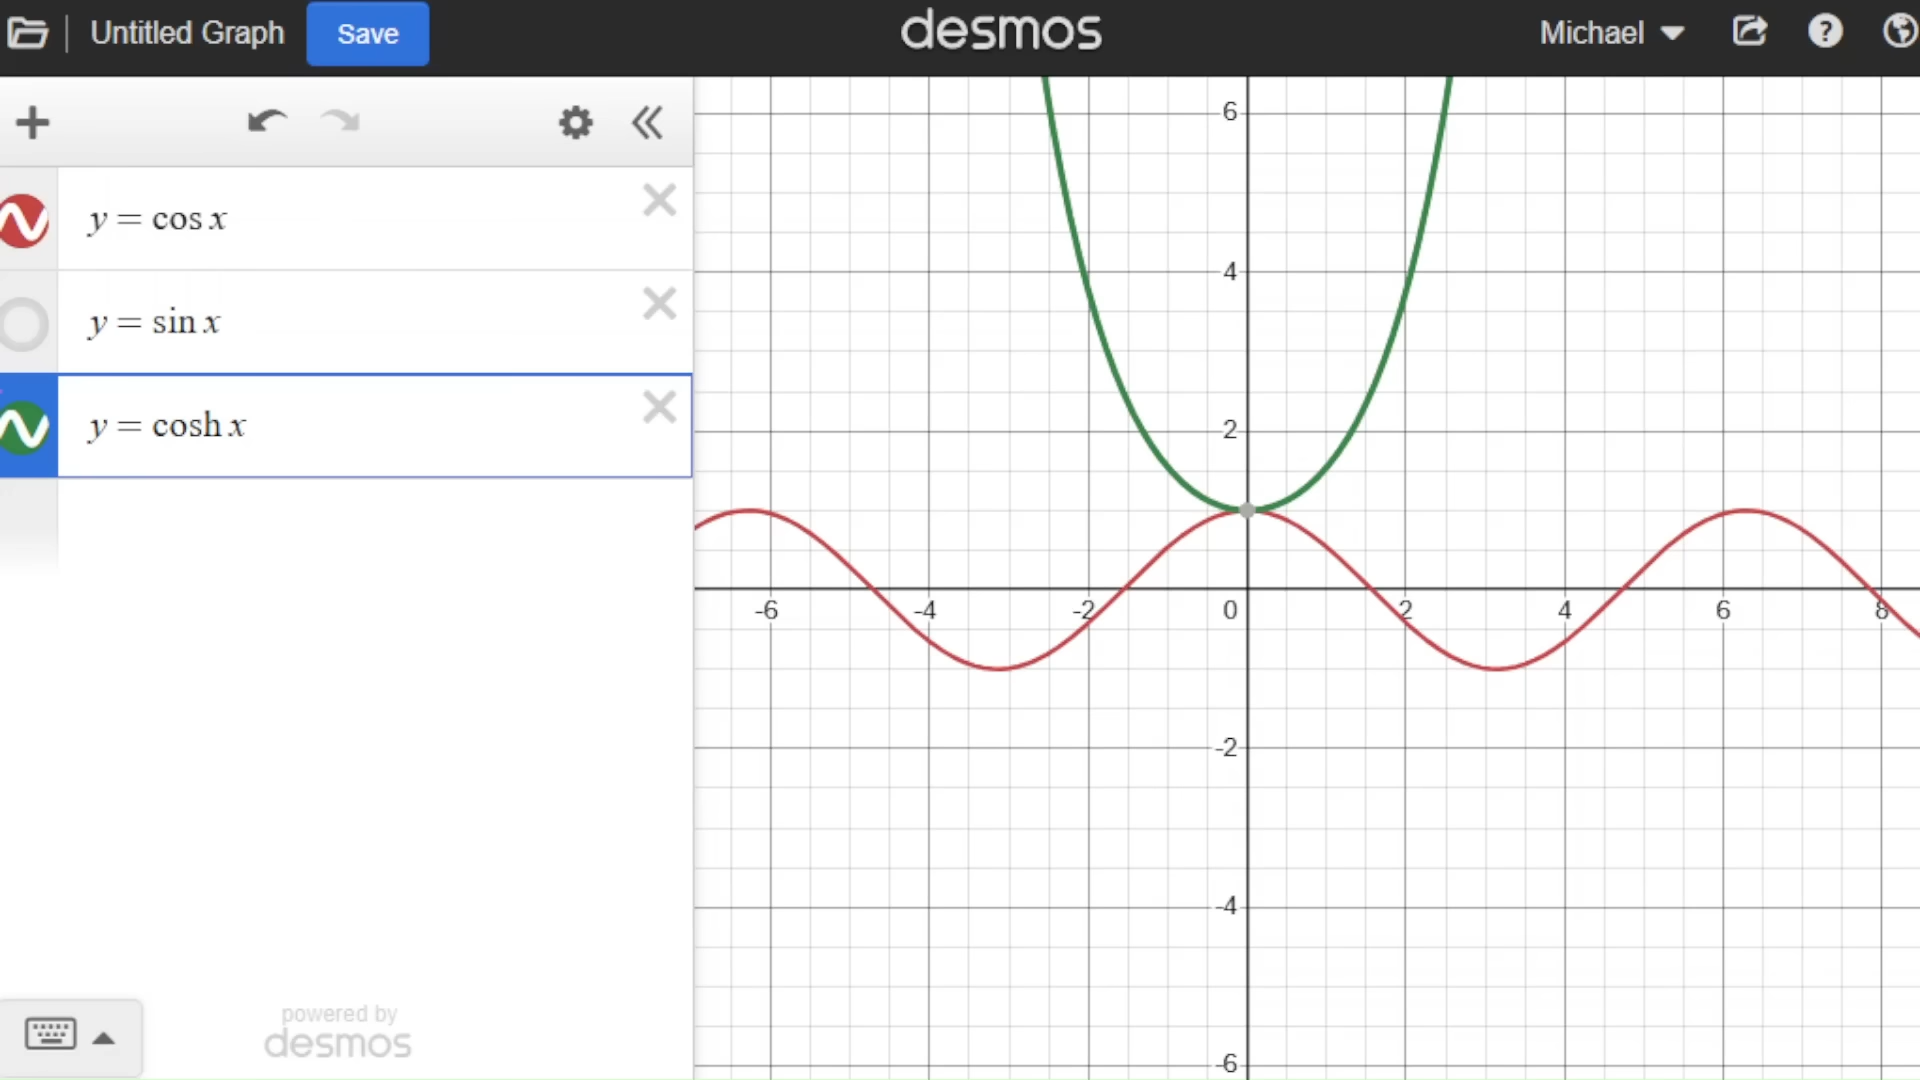 Untitled Graph
Save
desmos
Michael
y = cos x
y = sin x
y = cosh x
6
4
2
-6
-4
-2
0
2
4
6
8
-2
-4
-6
powered by
desmos